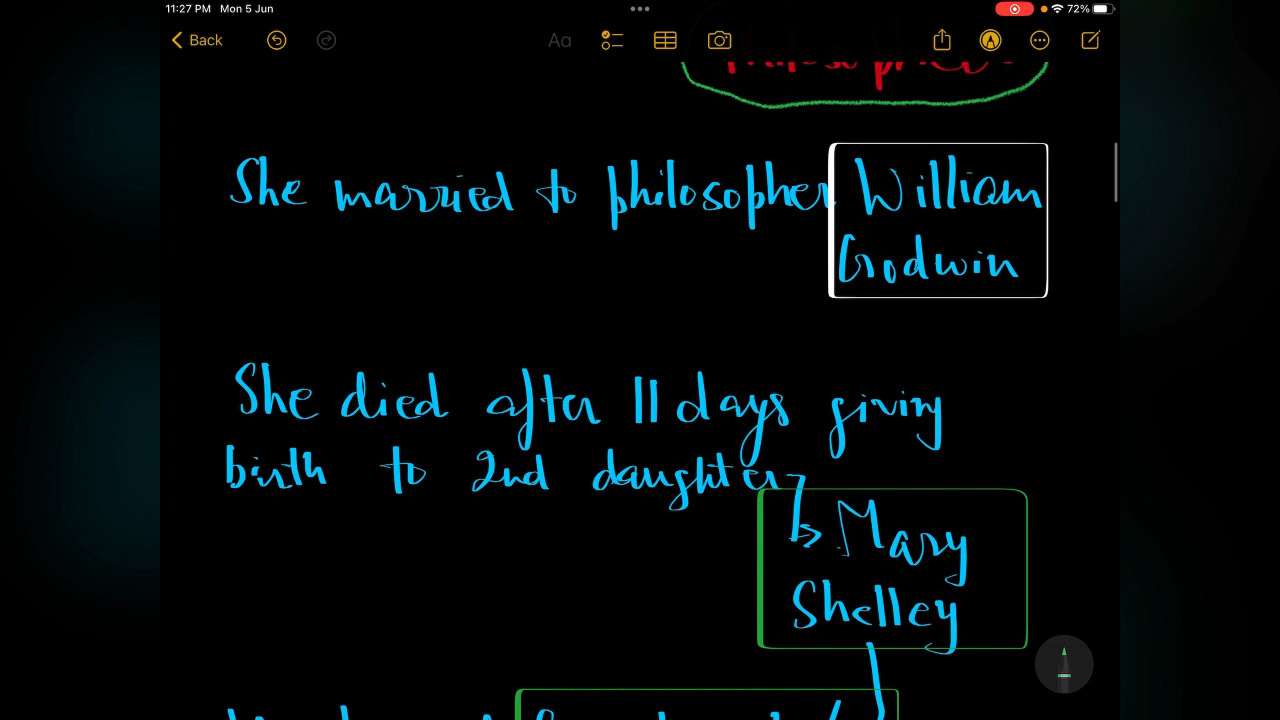 11:27 PM Mon 5 Jun
72%
Back
Aa
She married to philosopher William
Godwin
She died after 11 days giving
birth to 2nd daughter
Mary
Shelley